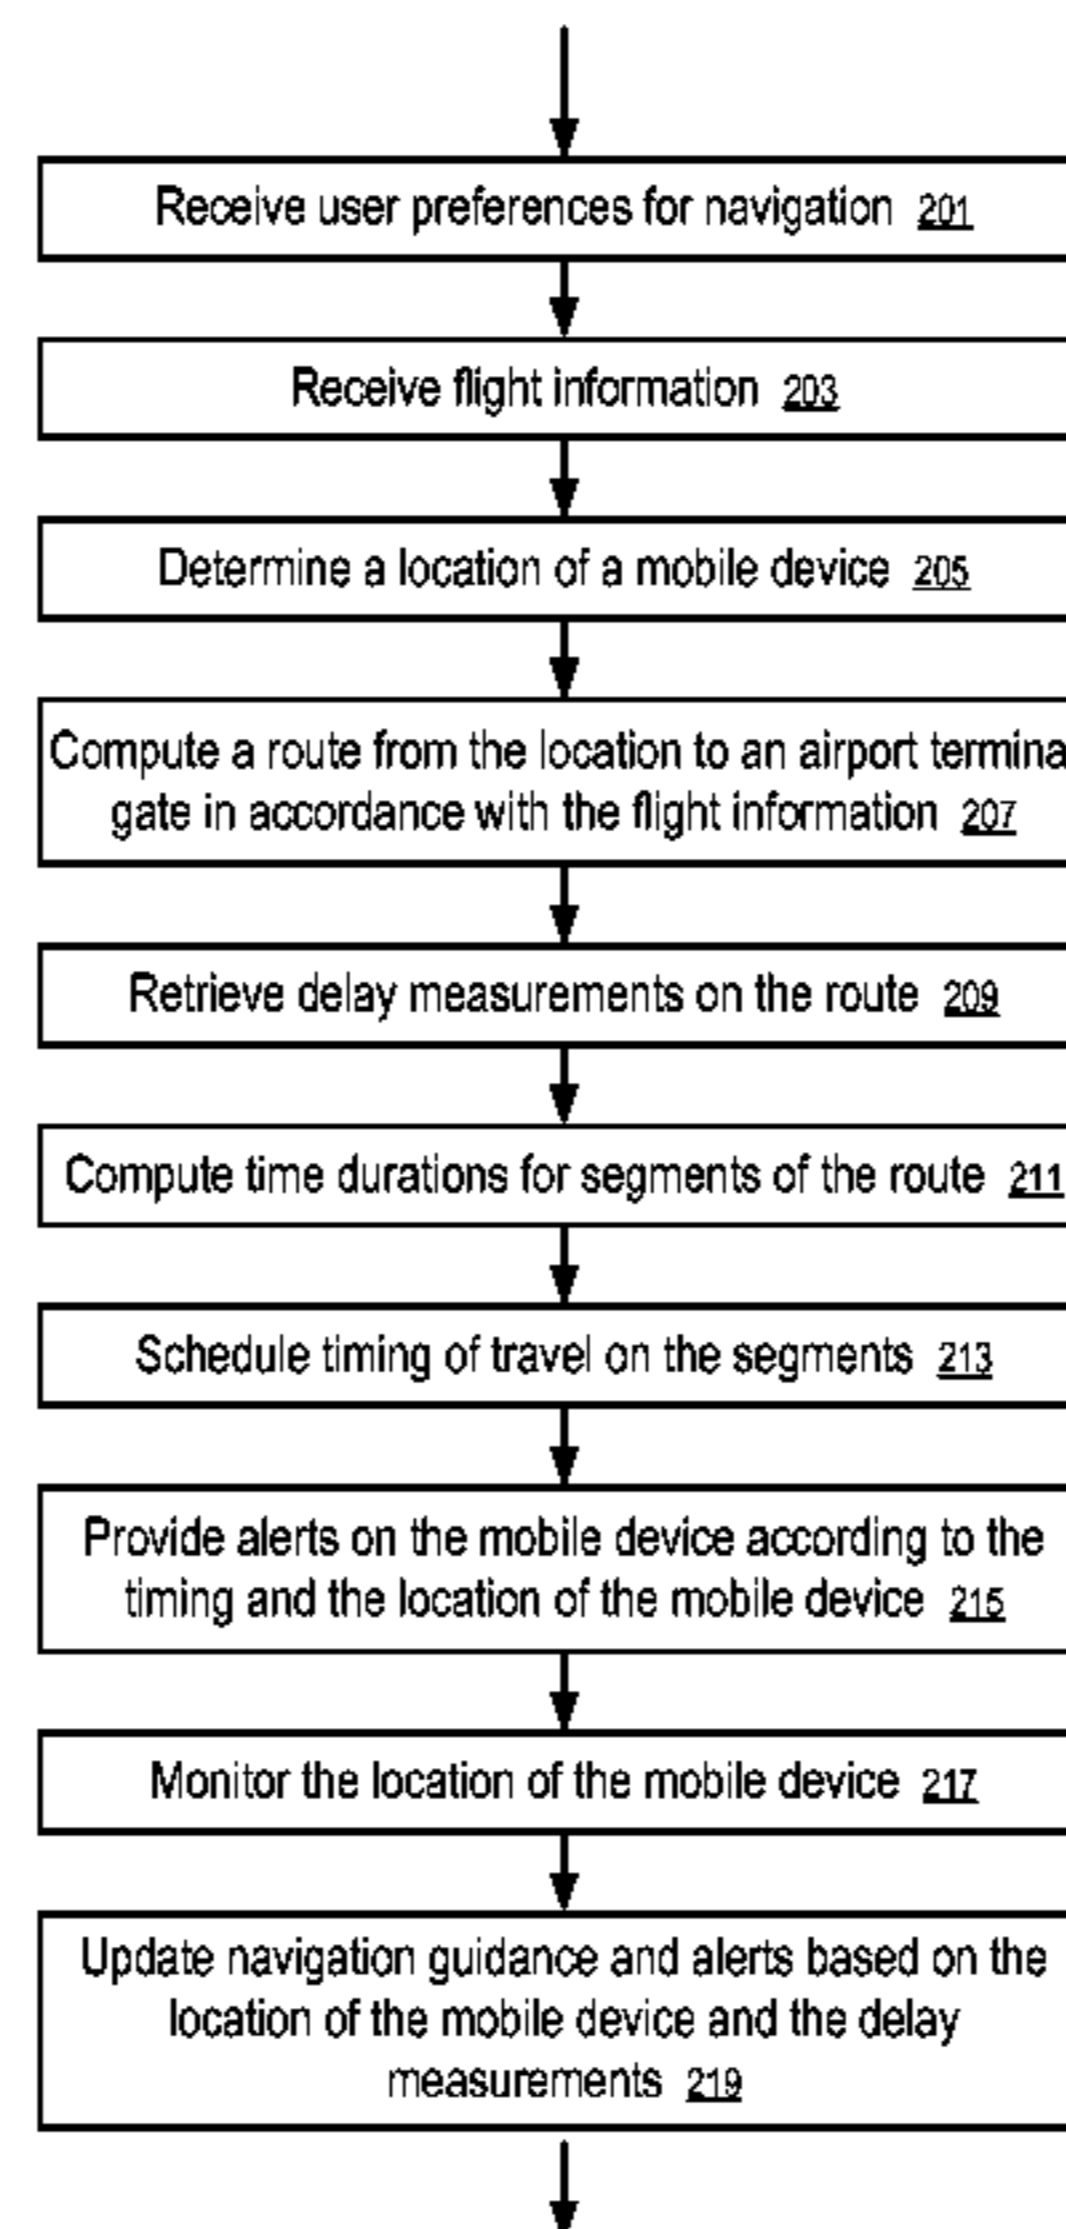 Receive user preferences for navigation 201
Receive flight information 203
Determine a location of a mobile device 205
Compute a route from the location to an airport termina
gate in accordance with the flight information 207
Retrieve delay measurements on the route 209
Compute time durations for segments of the route 211
Schedule timing of travel on the segments 213
Provide alerts on the mobile device according to the
timing and the location of the mobile device 215
Monitor the location of the mobile device 217
Update navigation guidance and alerts based on the
location of the mobile device and the delay
measurements 219